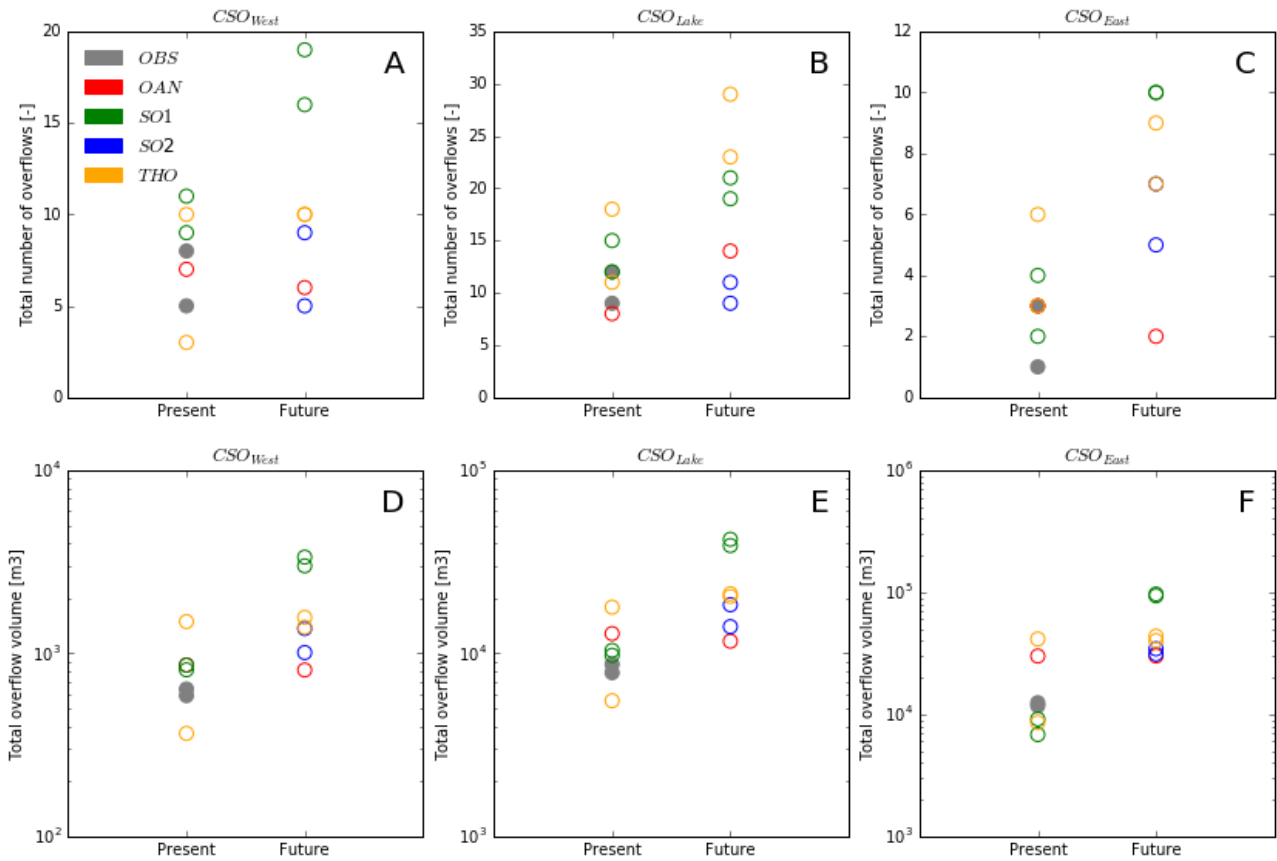 CSO_West
Total number of overflows [-]
20
15
10
5
0
OBS
OAN
SO1
SO2
THO
A
Present
Future
CSO_Lake
Total number of overflows [-]
35
30
25
20
15
10
5
0
B
Present
Future
CSO_East
Total number of overflows [-]
12
10
8
6
4
2
0
C
Present
Future
CSO_West
Total overflow volume [m3]
10^4
10^3
10^2
D
Present
Future
CSO_Lake
Total overflow volume [m3]
10^5
10^4
10^3
E
Present
Future
CSO_East
Total overflow volume [m3]
10^6
10^5
10^4
10^3
F
Present
Future